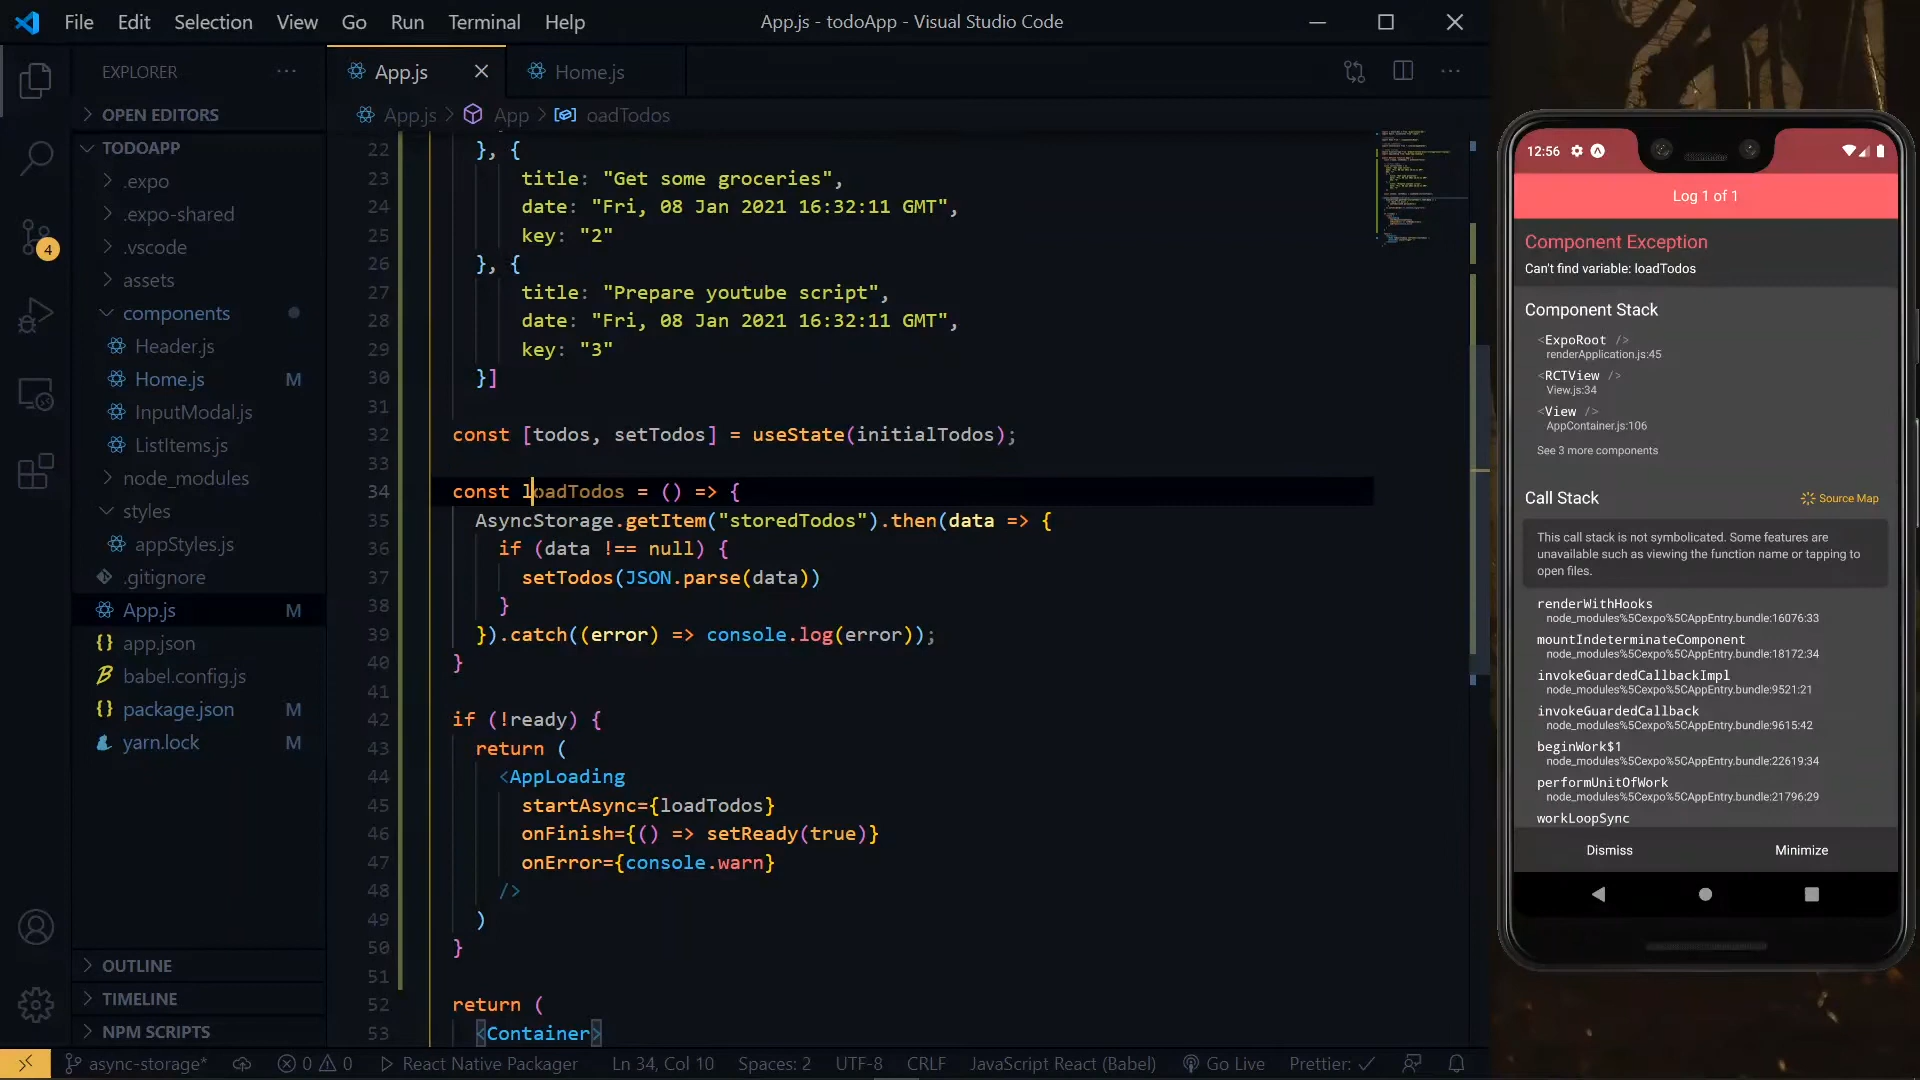 File Edit Selection View Go Run Terminal Help
App.js - todoApp - Visual Studio Code
EXPLORER
OPEN EDITORS
TODOAPP
.expo
.expo-shared
.vscode
assets
components
Header.js
Home.js M
InputModal.js
ListItems.js
node_modules
styles
appStyles.js
.gitignore
App.js M
app.json
babel.config.js
package.json M
yarn.lock M
OUTLINE
TIMELINE
NPM SCRIPTS
4
App.js Home.js
App.js > App > oadTodos
22 }, {
23 title: "Get some groceries",
24 date: "Fri, 08 Jan 2021 16:32:11 GMT",
25 key: "2"
26 }, {
27 title: "Prepare youtube script",
28 date: "Fri, 08 Jan 2021 16:32:11 GMT",
29 key: "3"
30 }]
31
32 const [todos, setTodos] = useState(initialTodos);
33
34 const loadTodos = () => {
35 AsyncStorage.getItem("storedTodos").then(data => {
36 if (data !== null) {
37 setTodos(JSON.parse(data))
38 }
39 }).catch((error) => console.log(error));
40 }
41
42 if (!ready) {
43 return (
44 <AppLoading
45 startAsync={loadTodos}
46 onFinish={() => setReady(true)}
47 onError={console.warn}
48 />
49 )
50 }
51
52 return (
53 <Container>
async-storage* 0 0 React Native Packager Ln 34, Col 10 Spaces: 2 UTF-8 CRLF JavaScript React (Babel) Go Live Prettier: ✓
12:56
Log 1 of 1
Component Exception
Can't find variable: loadTodos
Component Stack
<ExpoRoot />
renderApplication.js:45
<RCTView />
View.js:34
<View />
AppContainer.js:106
See 3 more components
Call Stack Source Map
This call stack is not symbolicated. Some features are
unavailable such as viewing the function name or tapping to
open files.
renderWithHooks
node_modules%5Cexpo%5CAppEntry.bundle:16076:33
mountIndeterminateComponent
node_modules%5Cexpo%5CAppEntry.bundle:18172:34
invokeGuardedCallbackImpl
node_modules%5Cexpo%5CAppEntry.bundle:9521:21
invokeGuardedCallback
node_modules%5Cexpo%5CAppEntry.bundle:9615:42
beginWork$1
node_modules%5Cexpo%5CAppEntry.bundle:22619:34
performUnitOfWork
node_modules%5Cexpo%5CAppEntry.bundle:21796:29
workLoopSync
Dismiss Minimize